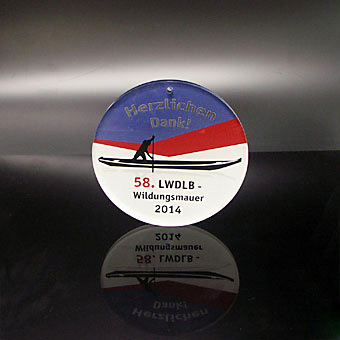 Herzlichen
Dank!
58. LWDLB -
Wildungsmauer
2014